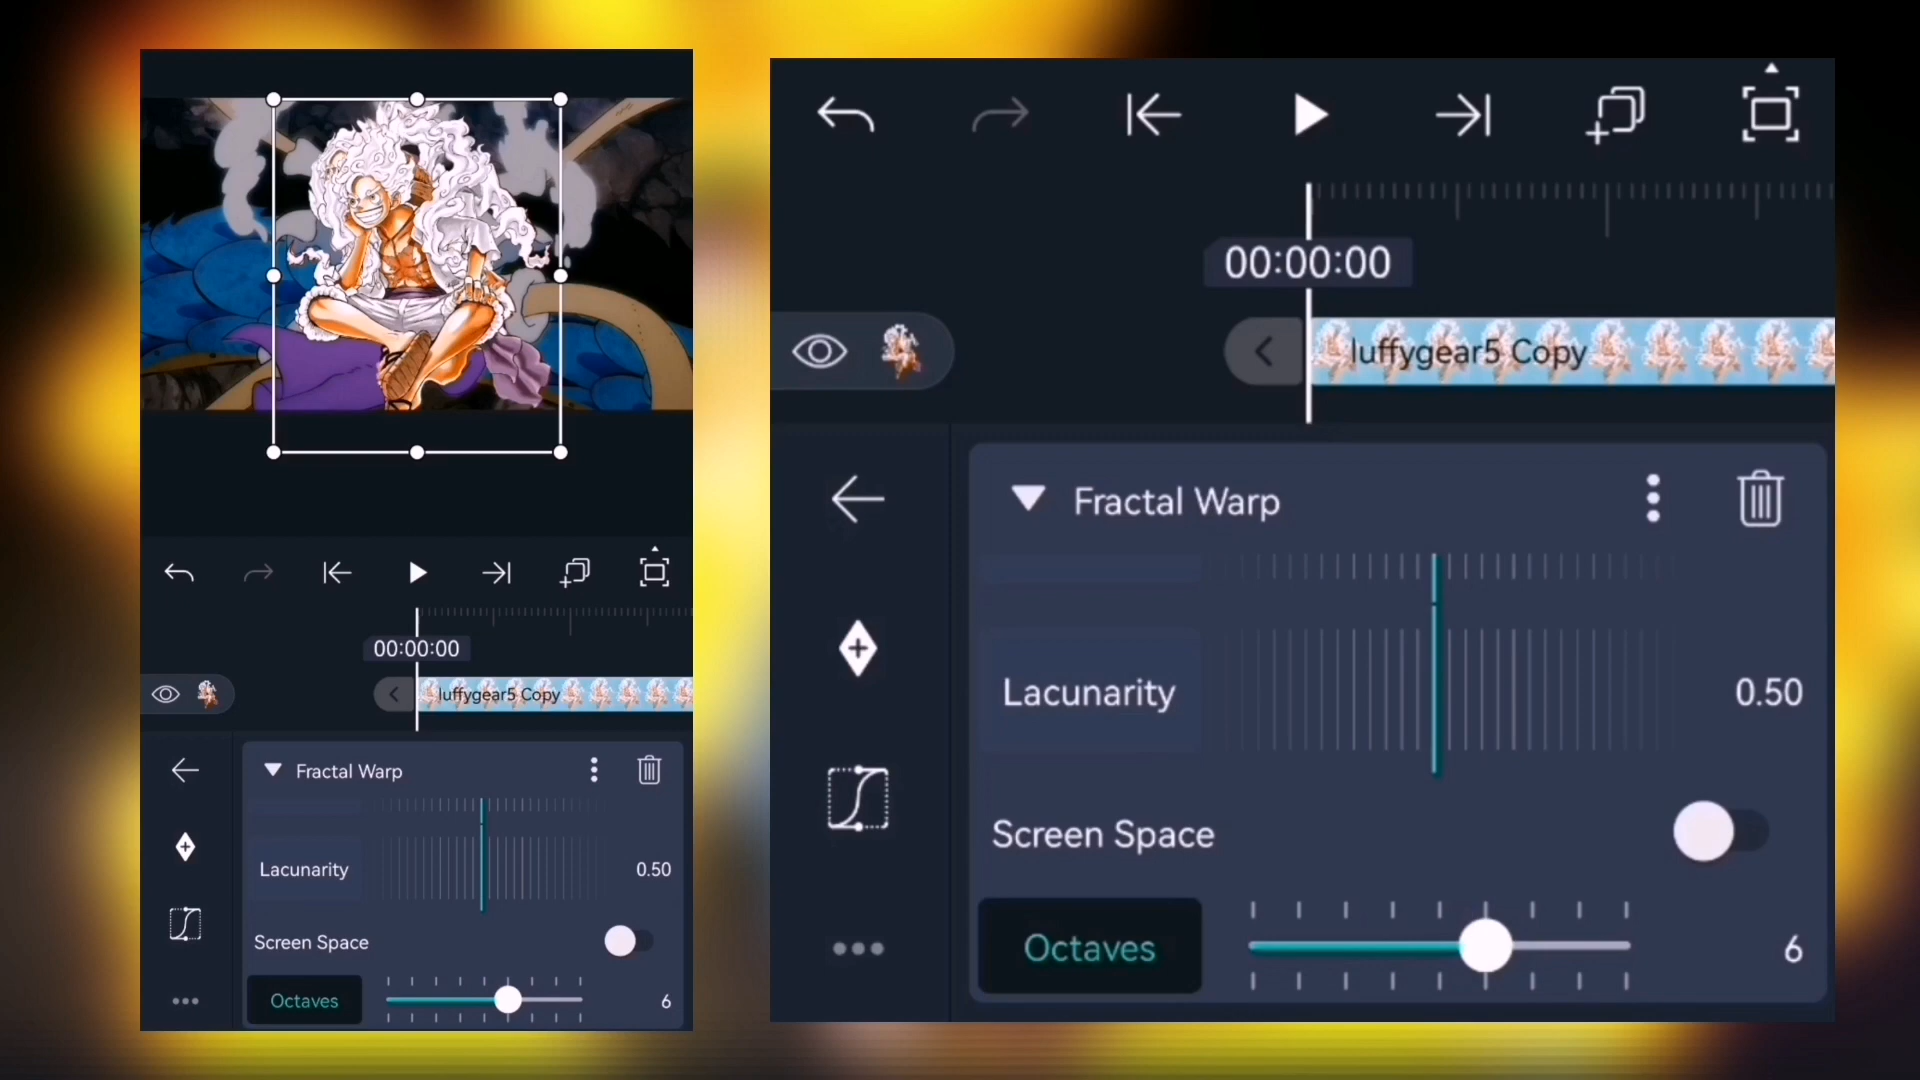 00:00:00
luffygear5 Copy
Fractal Warp
Lacunarity
0.50
Screen Space
Octaves
6
00:00:00
luffygear5 Copy
Fractal Warp
Lacunarity
0.50
Screen Space
Octaves
6